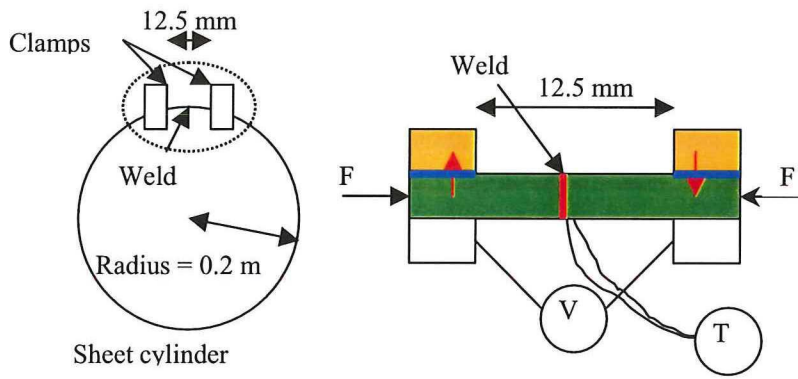 12.5 mm
Clamps
Weld
Radius = 0.2 m
Sheet cylinder
Weld
12.5 mm
F
F
V
T